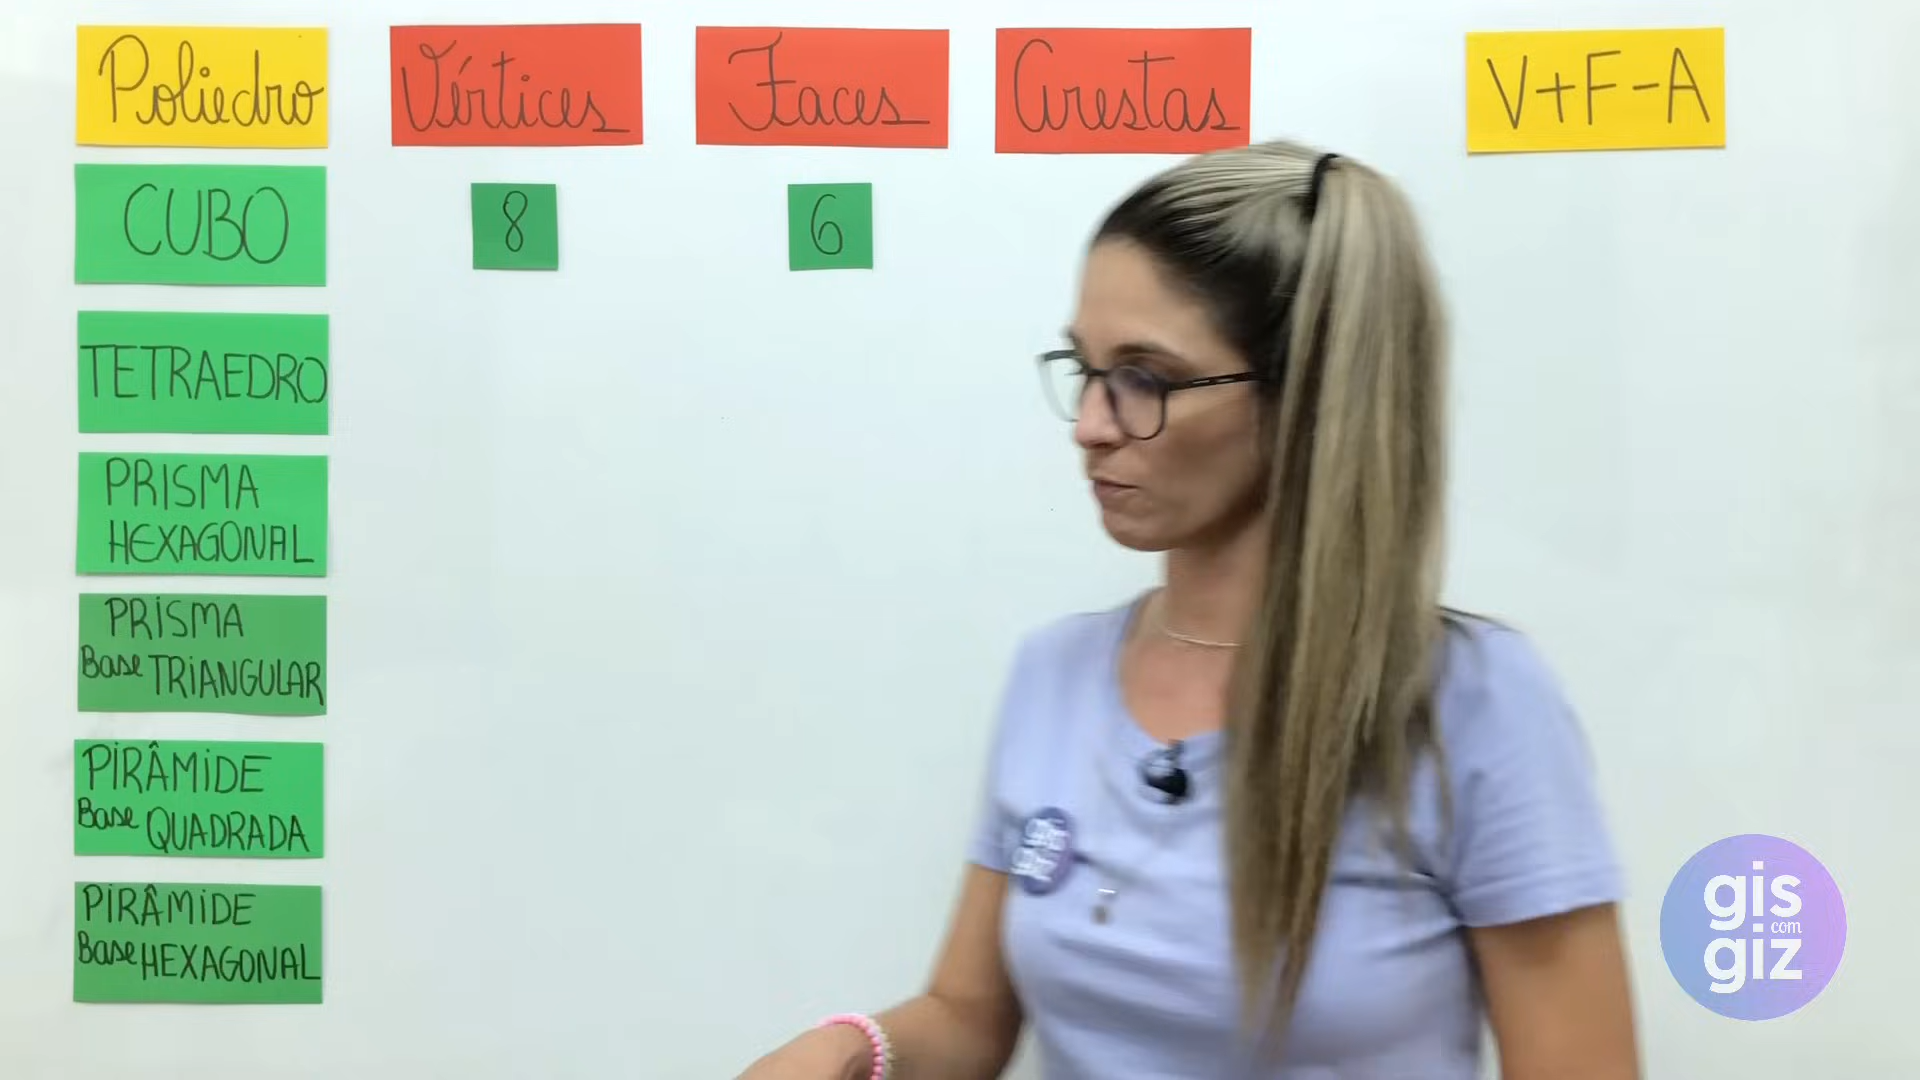 Poliedro Vértices Faces Arestas V+F-A
CUBO 8 6
TETRAEDRO
PRISMA
HEXAGONAL
PRISMA
Base TRIANGULAR
PIRÂMIDE
Base QUADRADA
PIRÂMIDE
Base HEXAGONAL
gis
com
giz